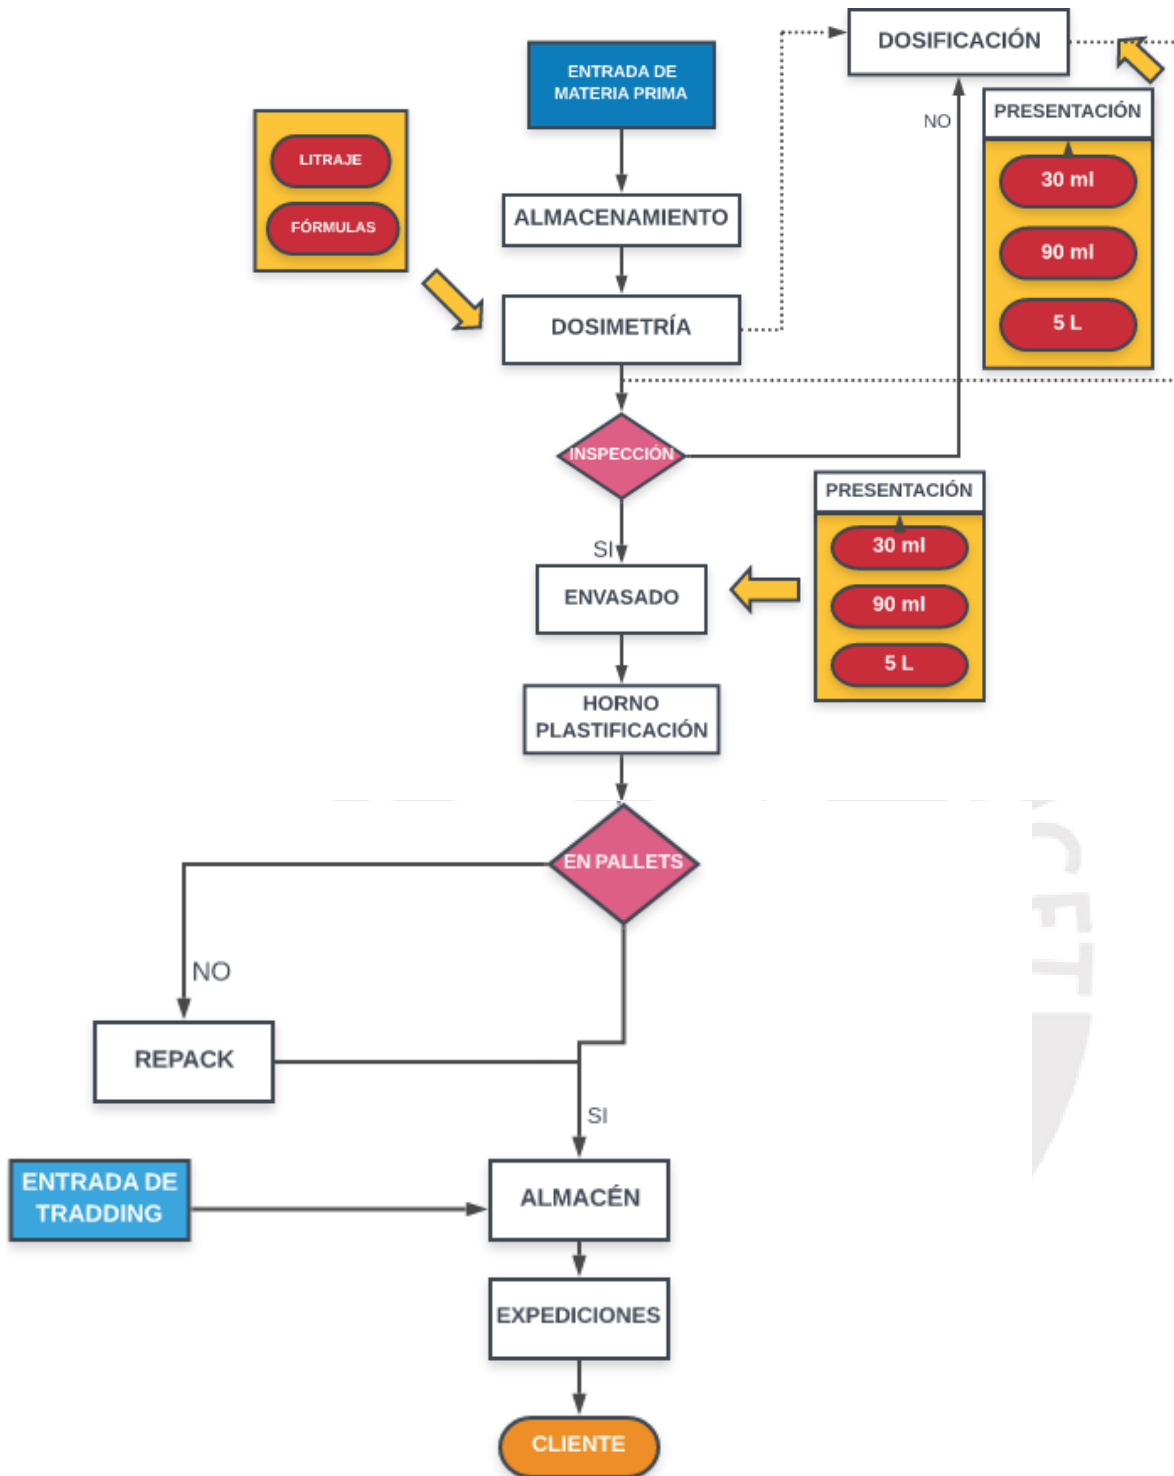 DOSIFICACIÓN
ENTRADA DE
MATERIA PRIMA
NO
PRESENTACIÓN
30 ml
90 ml
5 L
LITRAJE
FÓRMULAS
ALMACENAMIENTO
DOSIMETRÍA
INSPECCIÓN
SI
PRESENTACIÓN
30 ml
90 ml
5 L
ENVASADO
HORNO
PLASTIFICACIÓN
EN PALLETS
NO
REPACK
SI
ENTRADA DE
TRADDING
ALMACÉN
EXPEDICIONES
CLIENTE